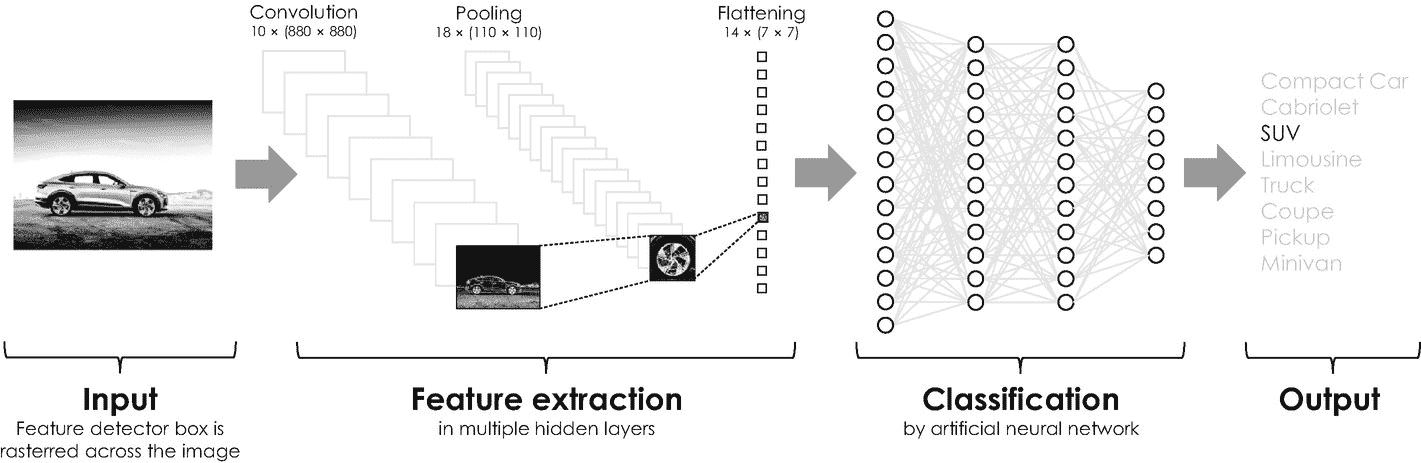 Convolution
10 × (880 × 880)
Pooling
18 × (110 × 110)
Flattening
14 × (7 × 7)
Compact Car
Cabriolet
SUV
Limousine
Truck
Coupe
Pickup
Minivan
Input
Feature detector box is
rasterred across the image
Feature extraction
in multiple hidden layers
Classification
by artificial neural network
Output